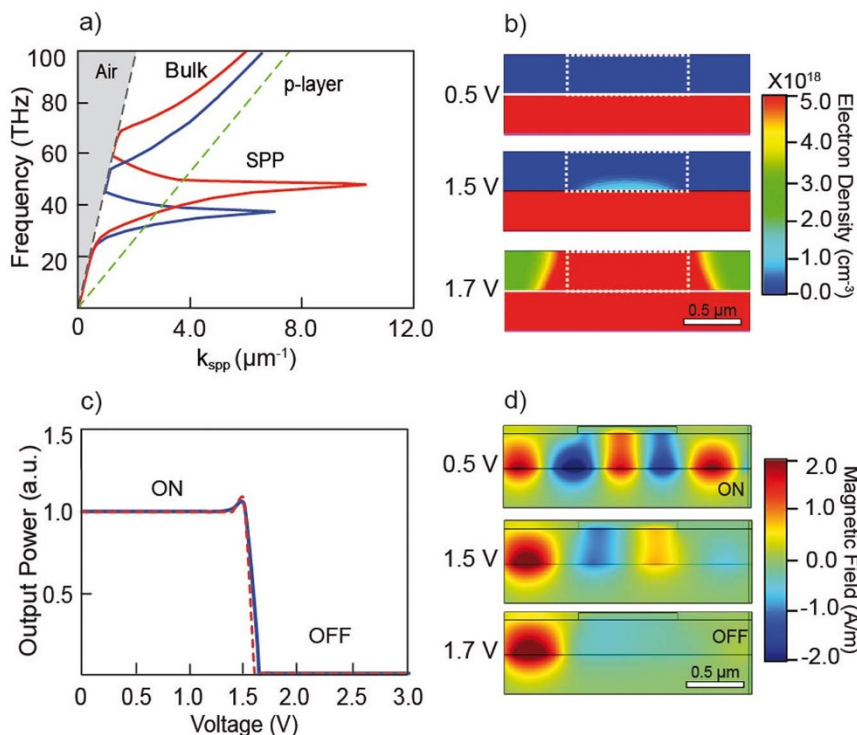 a)
Frequency (THz)
100
80
60
40
20
0
4.0
8.0
12.0
kspp (µm-1)
Air
Bulk
p-layer
SPP
b)
0.5 V
1.5 V
1.7 V
0.5 µm
X1018
5.0
4.0
3.0
2.0
1.0
0.0
Electron Density (cm-3)
c)
Output Power (a.u.)
1.5
1.0
0.5
ON
OFF
0
0.5
1.0
1.5
2.0
2.5
3.0
Voltage (V)
d)
0.5 V
ON
1.5 V
1.7 V
OFF
0.5 µm
2.0
1.0
0.0
-1.0
-2.0
Magnetic Field (A/m)